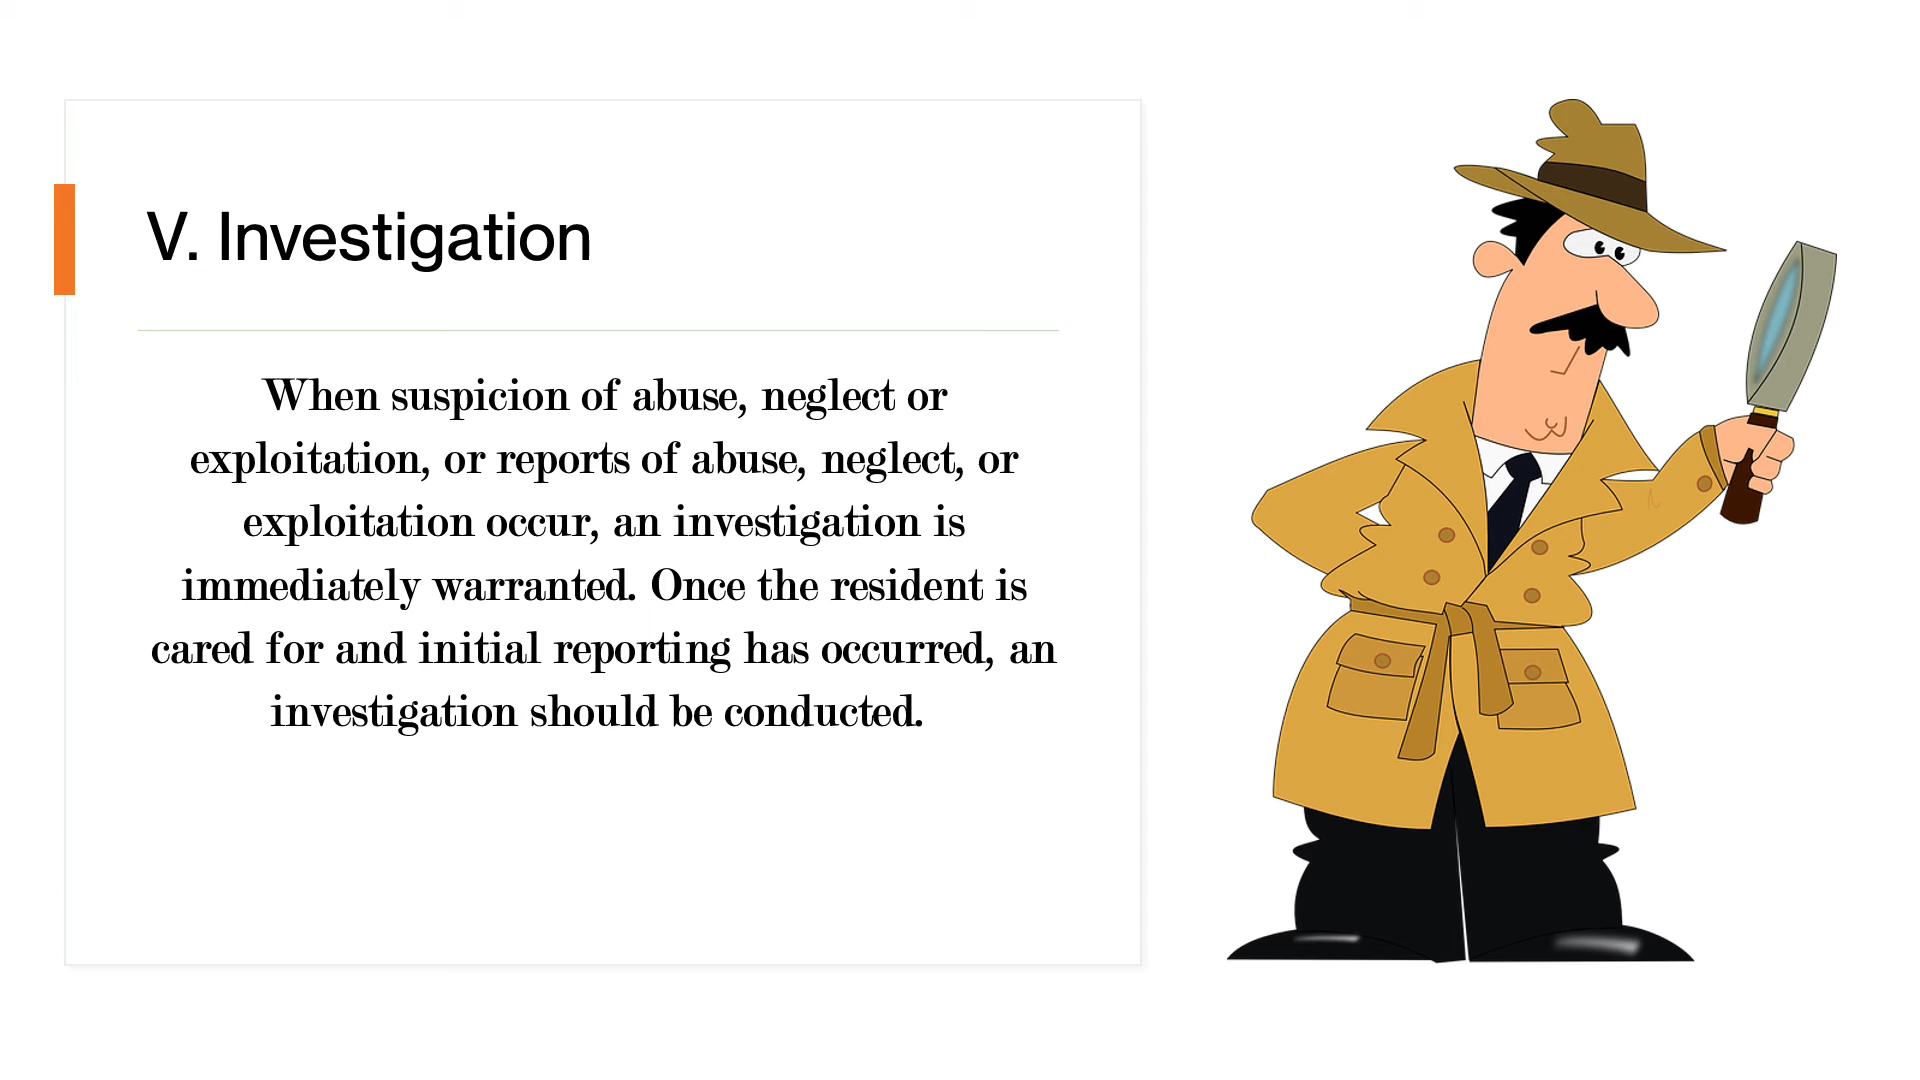 V. Investigation
When suspicion of abuse, neglect or
exploitation, or reports of abuse, neglect, or
exploitation occur, an investigation is
immediately warranted. Once the resident is
cared for and initial reporting has occurred, an
investigation should be conducted.